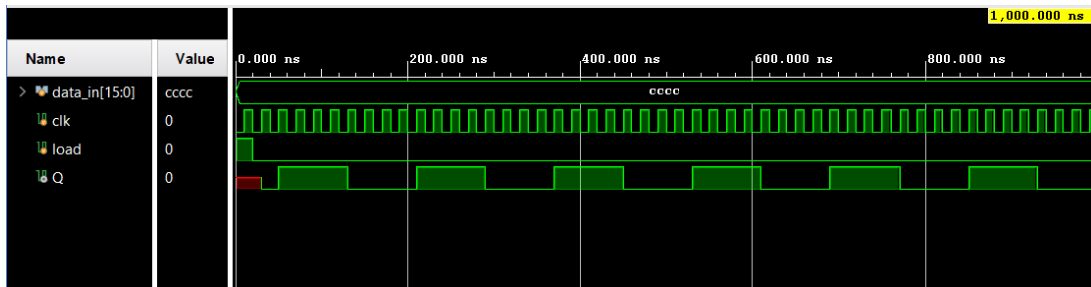 1,000.000 ns
Name Value
0.000 ns 200.000 ns 400.000 ns 600.000 ns 800.000 ns
data_in[15:0] cccc cccc
clk 0
load 0
Q 0